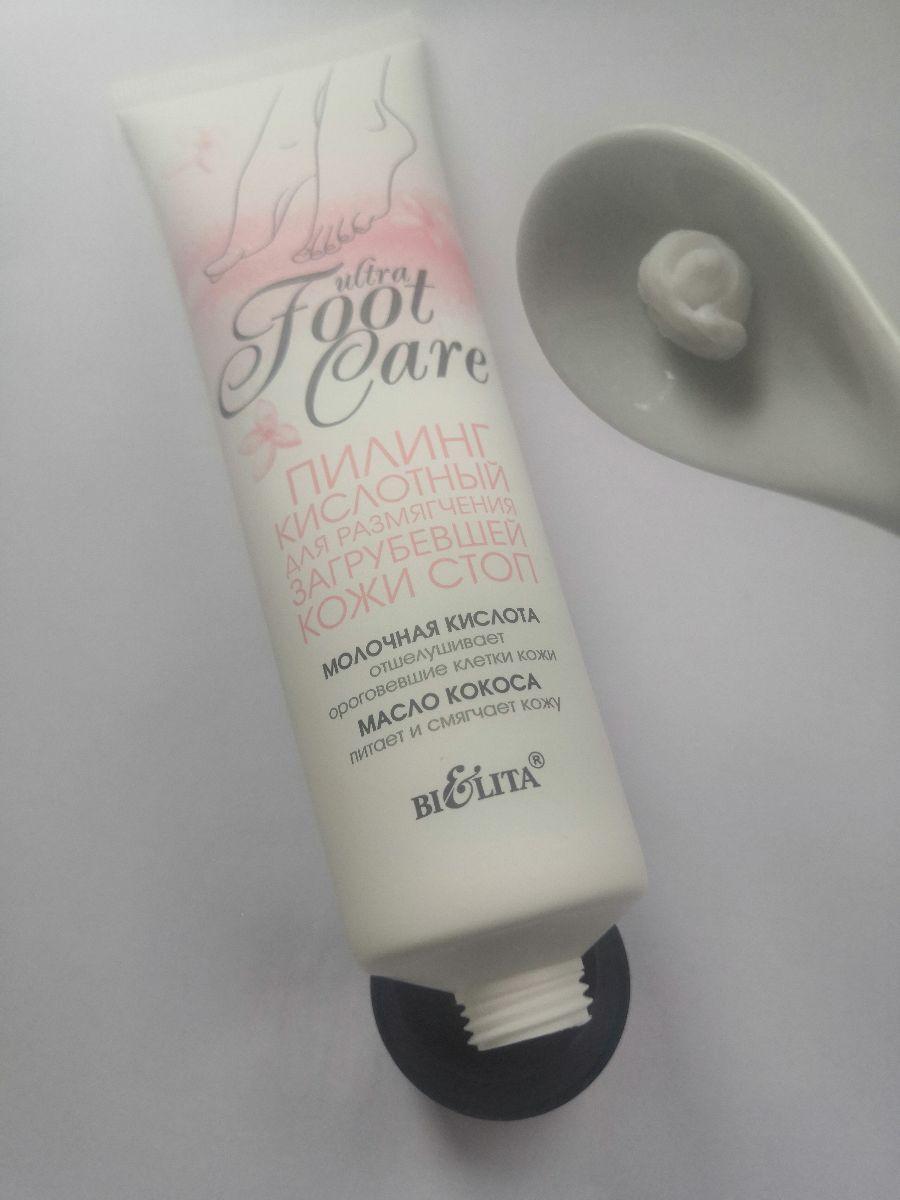 ultra
Foot
Care
ПИЛИНГ
КИСЛОТНЫЙ
ДЛЯ РАЗМЯГЧЕНИЯ
ЗАГРУБЕВШЕЙ
КОЖИ СТОП
МОЛОЧНАЯ КИСЛОТА
отшелушивает
ороговевшие клетки кожи
МАСЛО КОКОСА
питает и смягчает кожу
BI&LITA®